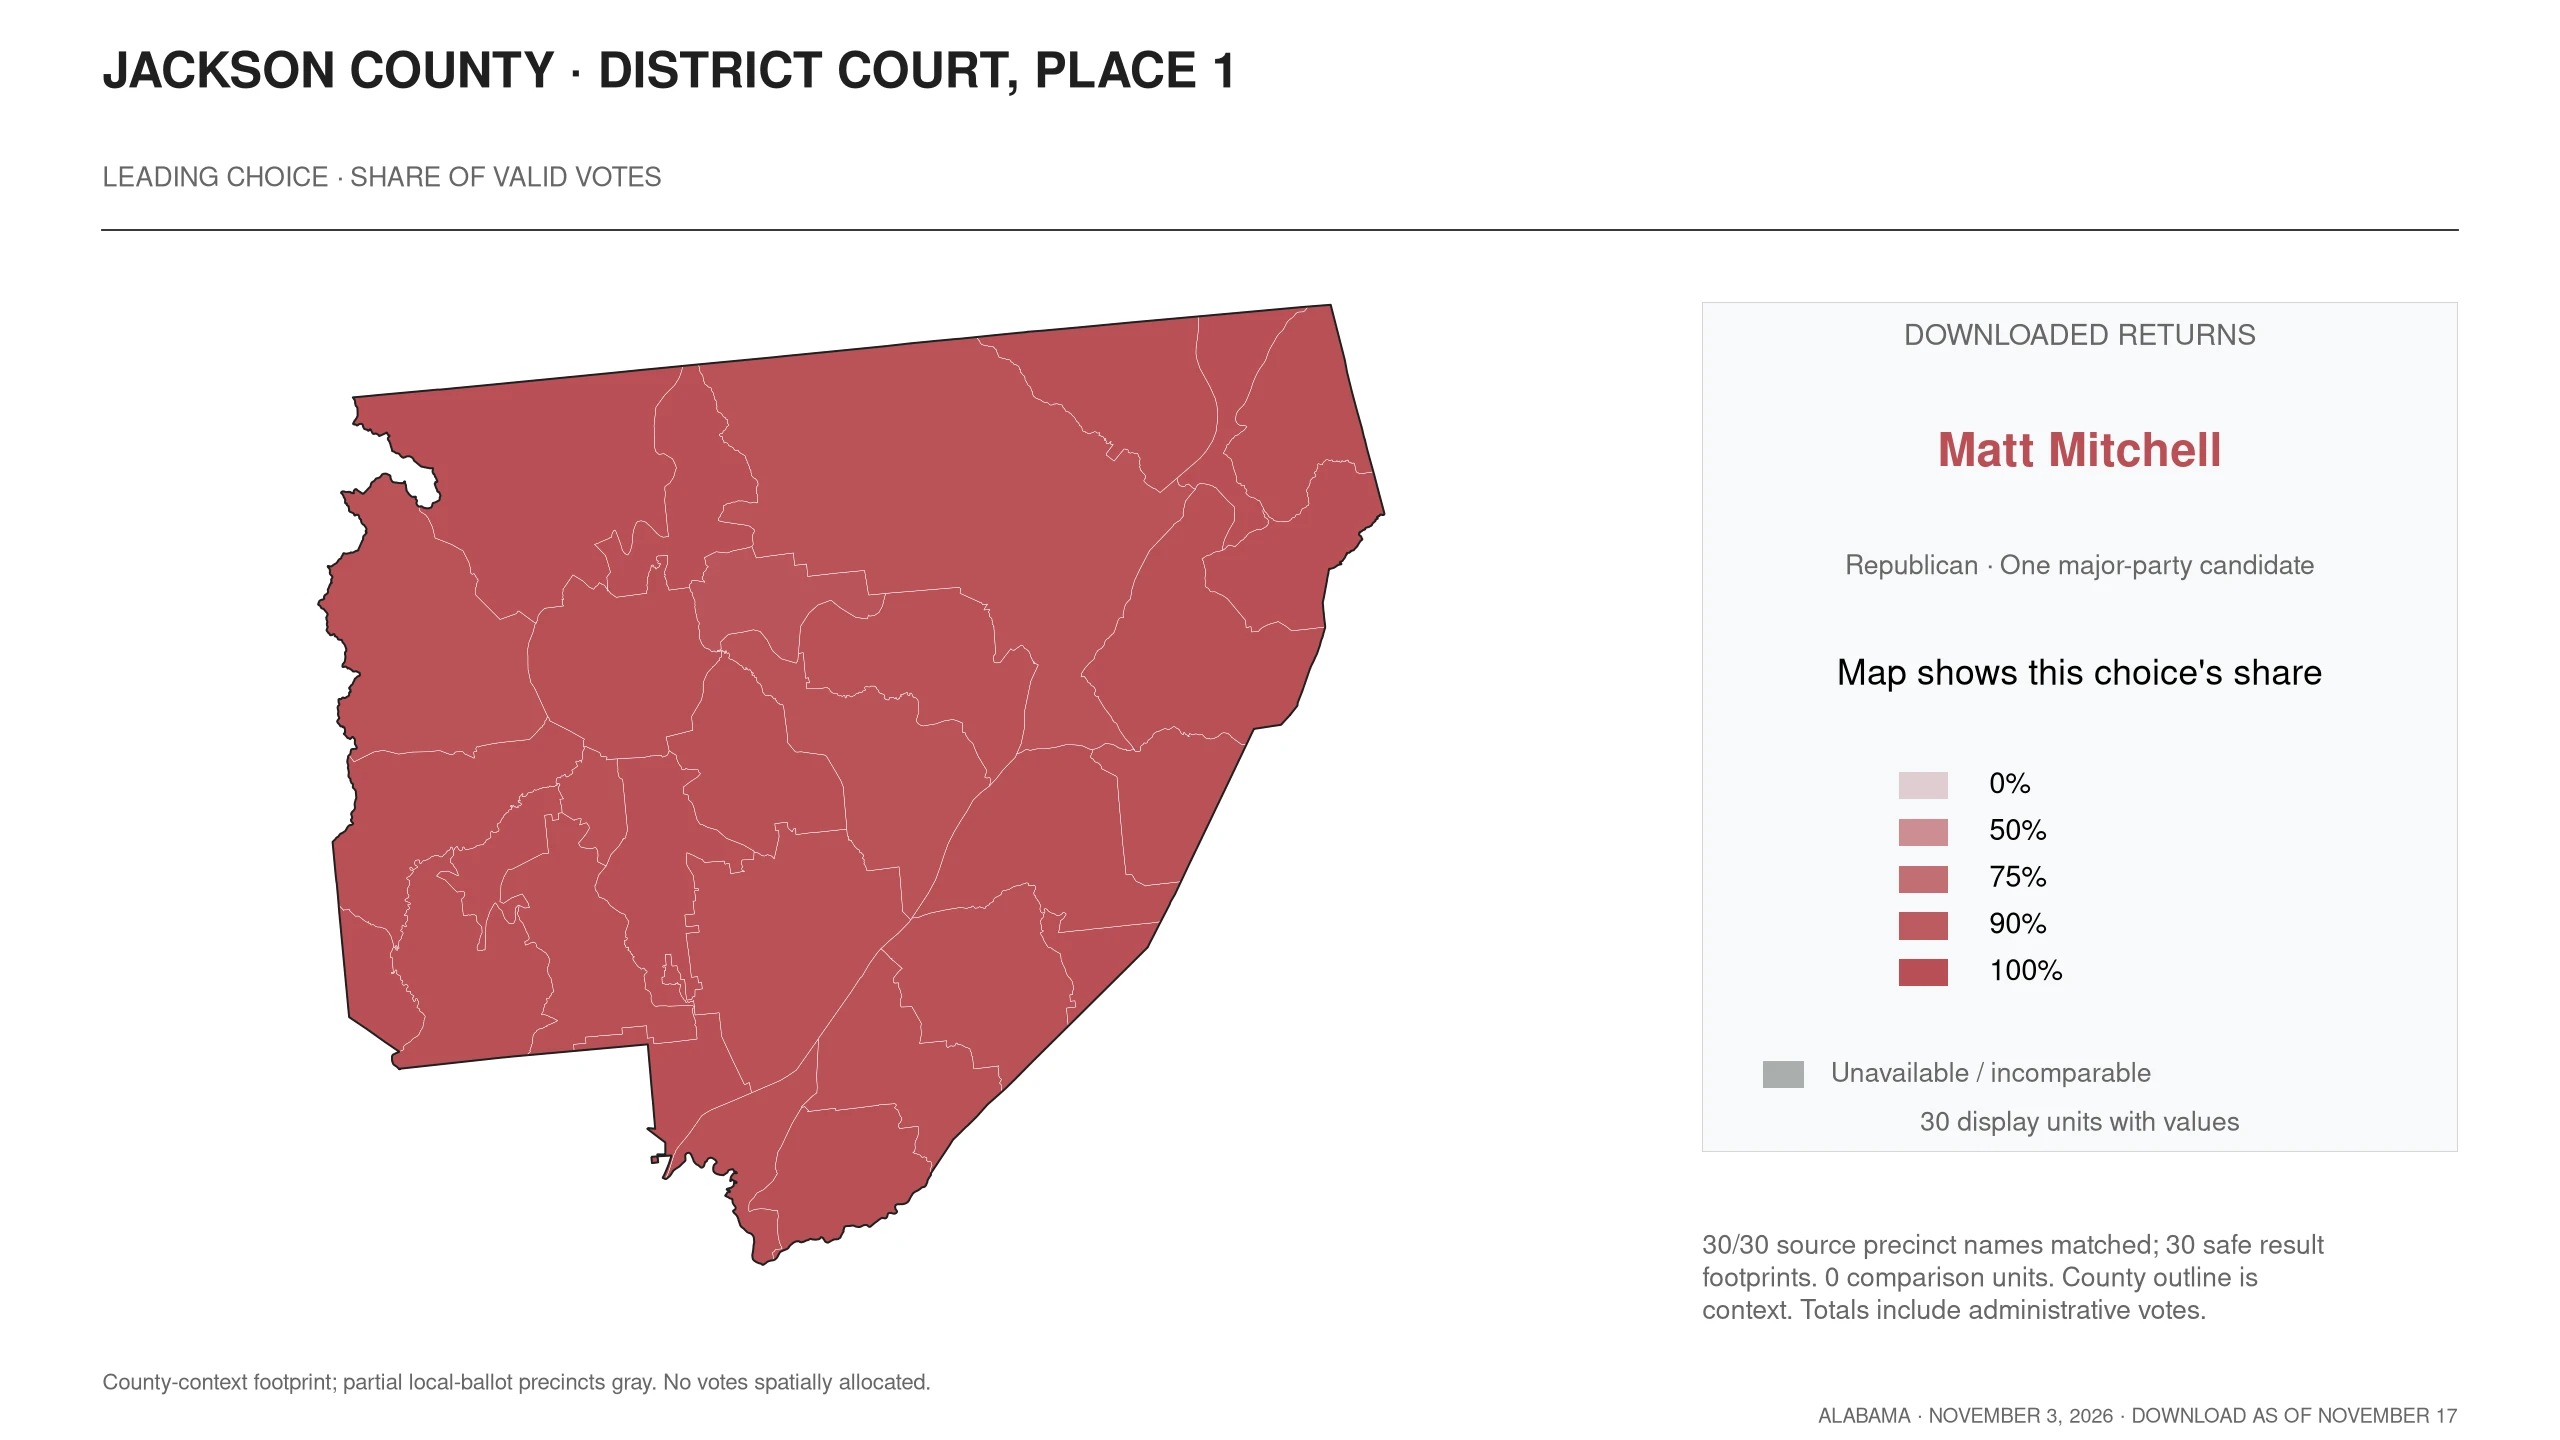 JACKSON COUNTY · DISTRICT COURT, PLACE 1
LEADING CHOICE · SHARE OF VALID VOTES
DOWNLOADED RETURNS
Matt Mitchell
Republican · One major-party candidate
Map shows this choice's share
0%
50%
75%
90%
100%
Unavailable / incomparable
30 display units with values
30/30 source precinct names matched; 30 safe result
footprints. 0 comparison units. County outline is
context. Totals include administrative votes.
County-context footprint; partial local-ballot precincts gray. No votes spatially allocated.
ALABAMA · NOVEMBER 3, 2026 · DOWNLOAD AS OF NOVEMBER 17